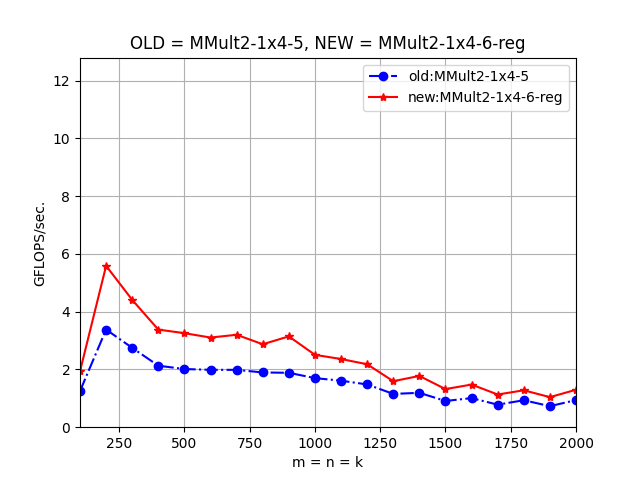 OLD = MMult2-1x4-5, NEW = MMult2-1x4-6-reg
old:MMult2-1x4-5
new:MMult2-1x4-6-reg
GFLOPS/sec.
12
10
8
6
4
2
0
250 500 750 1000 1250 1500 1750 2000
m = n = k